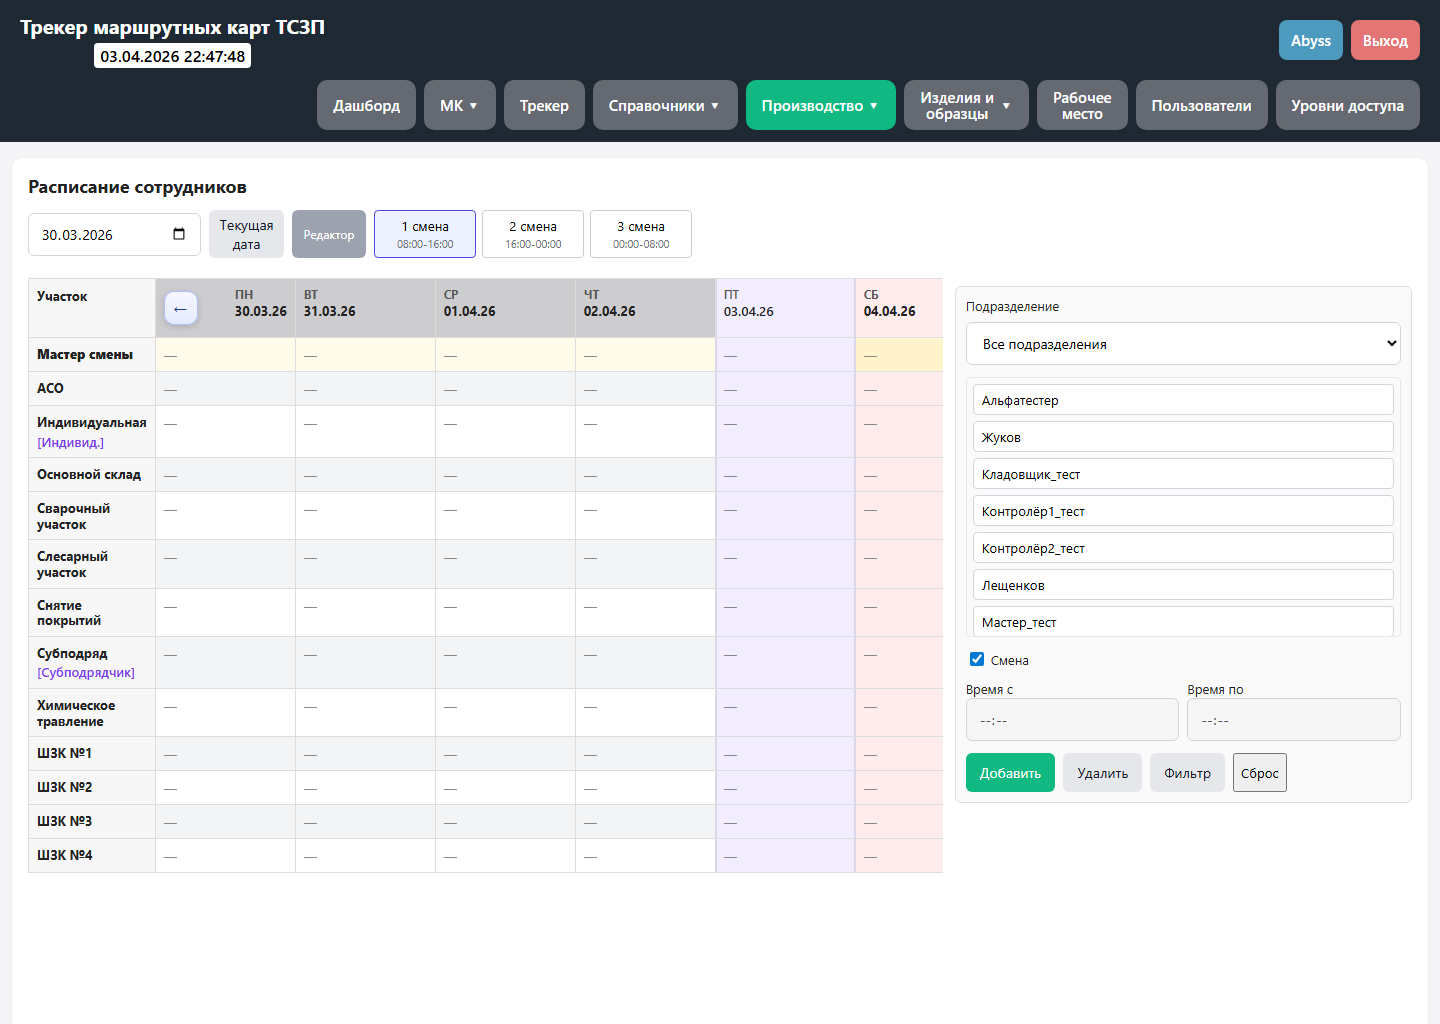 Трекер маршрутных карт ТСЗП
03.04.2026 22:47:48
Abyss
Выход
Дашборд
МК ▼
Трекер
Справочники ▼
Производство ▼
Изделия и образцы ▼
Рабочее место
Пользователи
Уровни доступа
Расписание сотрудников
30.03.2026
Текущая дата
Редактор
1 смена
08:00-16:00
2 смена
16:00-00:00
3 смена
00:00-08:00
Участок
←
ПН
30.03.26
ВТ
31.03.26
СР
01.04.26
ЧТ
02.04.26
ПТ
03.04.26
СБ
04.04.26
Мастер смены — — — — — —
АСО — — — — — —
Индивидуальная — — — — — —
[Индивид.]
Основной склад — — — — — —
Сварочный участок — — — — — —
Слесарный участок — — — — — —
Снятие покрытий — — — — — —
Субподряд — — — — — —
[Субподрядчик]
Химическое травление — — — — — —
ШЗК №1 — — — — — —
ШЗК №2 — — — — — —
ШЗК №3 — — — — — —
ШЗК №4 — — — — — —
Подразделение
Все подразделения
Альфатестер
Жуков
Кладовщик_тест
Контролёр1_тест
Контролёр2_тест
Лещенков
Мастер_тест
Смена
Время с
Время по
--:--
--:--
Добавить
Удалить
Фильтр
Сброс